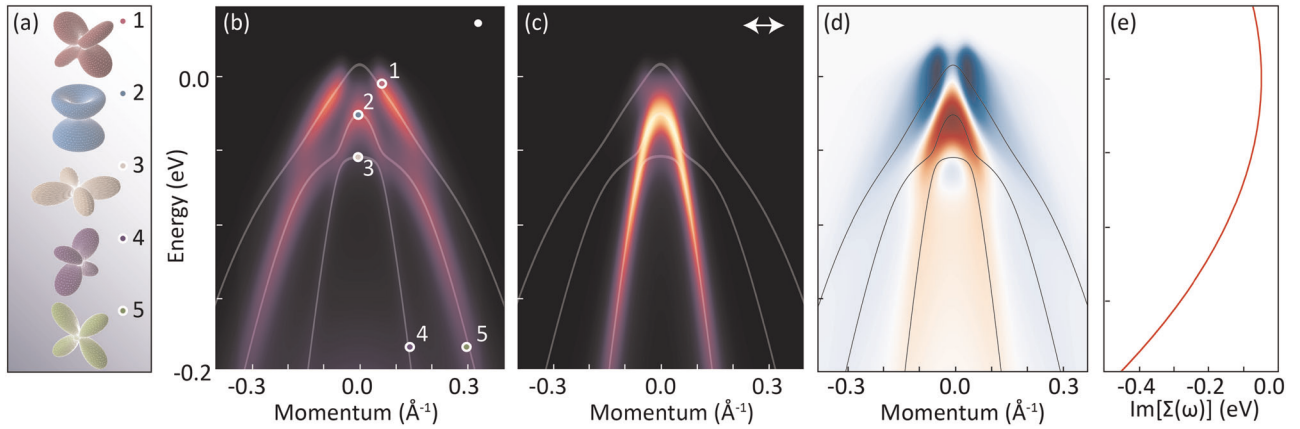 (a)
1
2
3
4
5
(b)
1
2
3
4
5
0.0
-0.2
Energy (eV)
-0.3
0.0
0.3
Momentum (Å⁻¹)
(c)
-0.3
0.0
0.3
Momentum (Å⁻¹)
(d)
-0.3
0.0
0.3
Momentum (Å⁻¹)
(e)
-0.4
-0.2
0.0
Im[Σ(ω)] (eV)